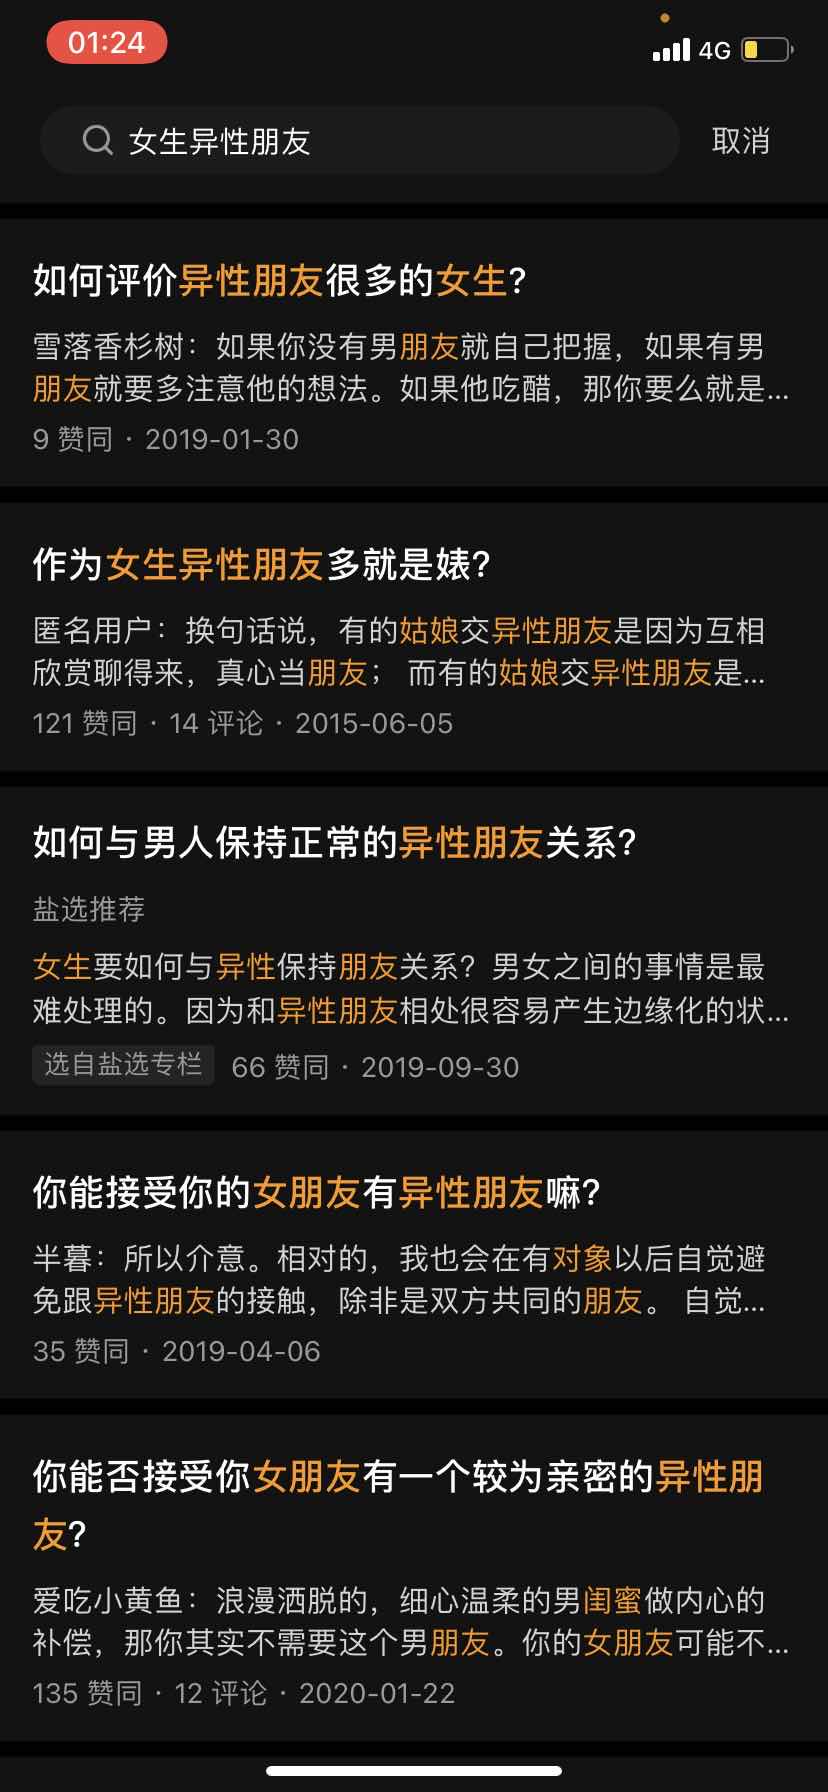 01:24
4G
女生异性朋友
取消
如何评价异性朋友很多的女生?
雪落香杉树：如果你没有男朋友就自己把握，如果有男
朋友就要多注意他的想法。如果他吃醋，那你要么就是...
9 赞同 · 2019-01-30
作为女生异性朋友多就是婊?
匿名用户：换句话说，有的姑娘交异性朋友是因为互相
欣赏聊得来，真心当朋友； 而有的姑娘交异性朋友是...
121 赞同 · 14 评论 · 2015-06-05
如何与男人保持正常的异性朋友关系?
盐选推荐
女生要如何与异性保持朋友关系？男女之间的事情是最
难处理的。因为和异性朋友相处很容易产生边缘化的状...
选自盐选专栏 66 赞同 · 2019-09-30
你能接受你的女朋友有异性朋友嘛?
半暮：所以介意。相对的，我也会在有对象以后自觉避
免跟异性朋友的接触，除非是双方共同的朋友。 自觉...
35 赞同 · 2019-04-06
你能否接受你女朋友有一个较为亲密的异性朋
友?
爱吃小黄鱼：浪漫洒脱的，细心温柔的男闺蜜做内心的
补偿，那你其实不需要这个男朋友。你的女朋友可能不...
135 赞同 · 12 评论 · 2020-01-22